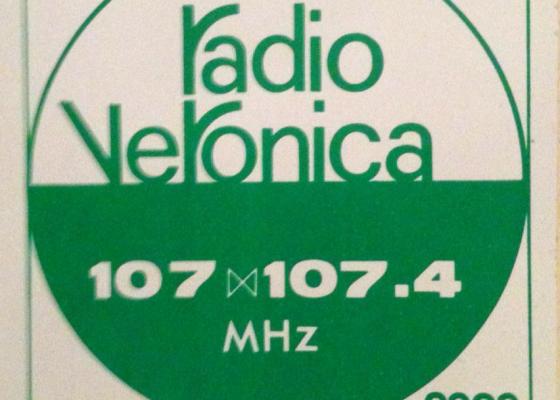 radio
Veronica
107 ⋈ 107.4
MHz